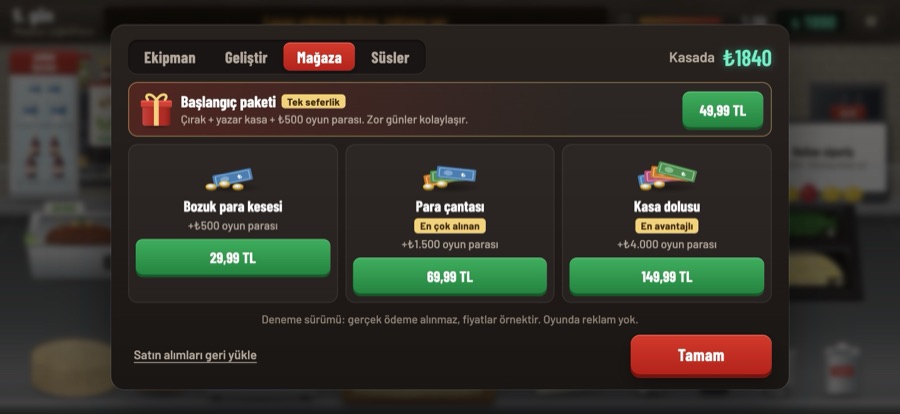 Ekipman
Geliştir
Mağaza
Süsler
Kasada ₺1840
Başlangıç paketi
Tek seferlik
Çırak + yazar kasa + ₺500 oyun parası. Zor günler kolaylaşır.
49,99 TL
Bozuk para kesesi
+₺500 oyun parası
29,99 TL
Para çantası
En çok alınan
+₺1.500 oyun parası
69,99 TL
Kasa dolusu
En avantajlı
+₺4.000 oyun parası
149,99 TL
Deneme sürümü: gerçek ödeme alınmaz, fiyatlar örnektir. Oyunda reklam yok.
Satın alımları geri yükle
Tamam